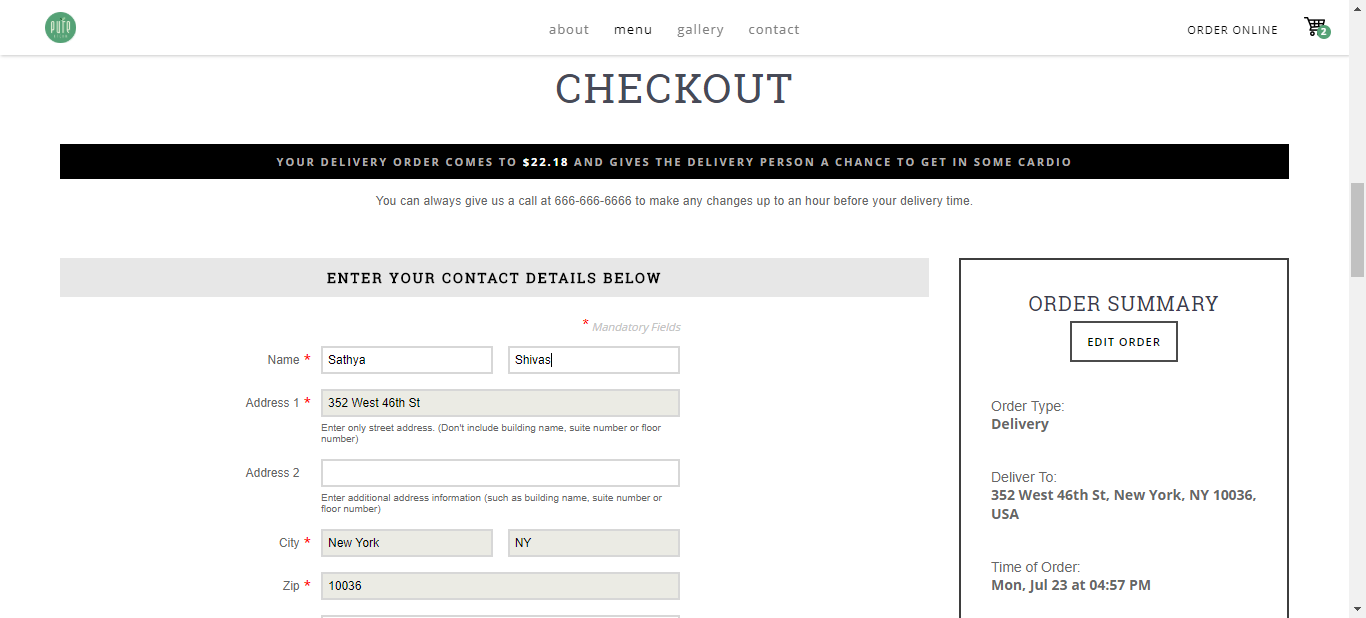 pure
about menu gallery contact
ORDER ONLINE
2
CHECKOUT
YOUR DELIVERY ORDER COMES TO $22.18 AND GIVES THE DELIVERY PERSON A CHANCE TO GET IN SOME CARDIO
You can always give us a call at 666-666-6666 to make any changes up to an hour before your delivery time.
ENTER YOUR CONTACT DETAILS BELOW
* Mandatory Fields
Name * Sathya Shivas
Address 1 * 352 West 46th St
Enter only street address. (Don't include building name, suite number or floor
number)
Address 2
Enter additional address information (such as building name, suite number or
floor number)
City * New York NY
Zip * 10036
ORDER SUMMARY
EDIT ORDER
Order Type:
Delivery
Deliver To:
352 West 46th St, New York, NY 10036,
USA
Time of Order:
Mon, Jul 23 at 04:57 PM